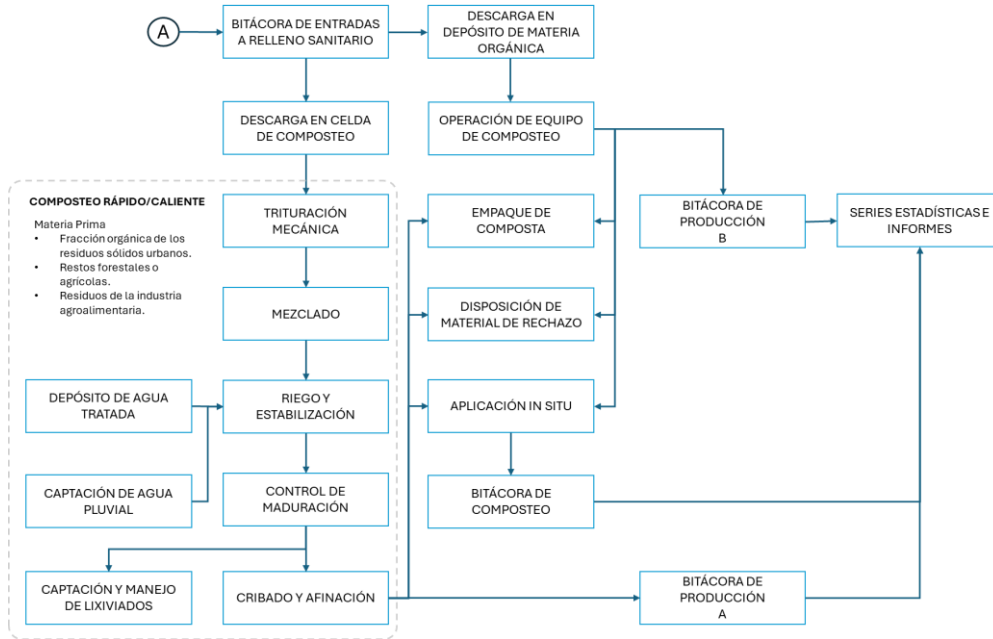 A
BITÁCORA DE ENTRADAS
A RELLENO SANITARIO
DESCARGA EN
DEPÓSITO DE MATERIA
ORGÁNICA
DESCARGA EN CELDA
DE COMPOSTEO
OPERACIÓN DE EQUIPO
DE COMPOSTEO
COMPOSTEO RÁPIDO/CALIENTE
Materia Prima
• Fracción orgánica de los
residuos sólidos urbanos.
• Restos forestales o
agrícolas.
• Residuos de la industria
agroalimentaria.
TRITURACIÓN
MECÁNICA
EMPAQUE DE
COMPOSTA
BITÁCORA DE
PRODUCCIÓN
B
SERIES ESTADÍSTICAS E
INFORMES
MEZCLADO
DISPOSICIÓN DE
MATERIAL DE RECHAZO
DEPÓSITO DE AGUA
TRATADA
RIEGO Y
ESTABILIZACIÓN
APLICACIÓN IN SITU
CAPTACIÓN DE AGUA
PLUVIAL
CONTROL DE
MADURACIÓN
BITÁCORA DE
COMPOSTEO
CAPTACIÓN Y MANEJO
DE LIXIVIADOS
CRIBADO Y AFINACIÓN
BITÁCORA DE
PRODUCCIÓN
A